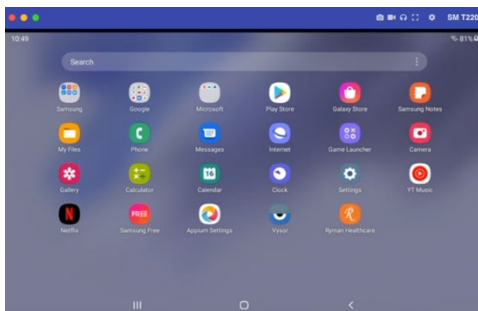 SM T220
10:49
81%
Search
Samsung
Google
Microsoft
Play Store
Galaxy Store
Samsung Notes
My Files
Phone
Messages
Internet
Game Launcher
Camera
16
Gallery
Calculator
Calendar
Clock
Settings
YT Music
N
FREE
R
Netflix
Samsung Free
Appium Settings
Vysor
Ryman Healthcare